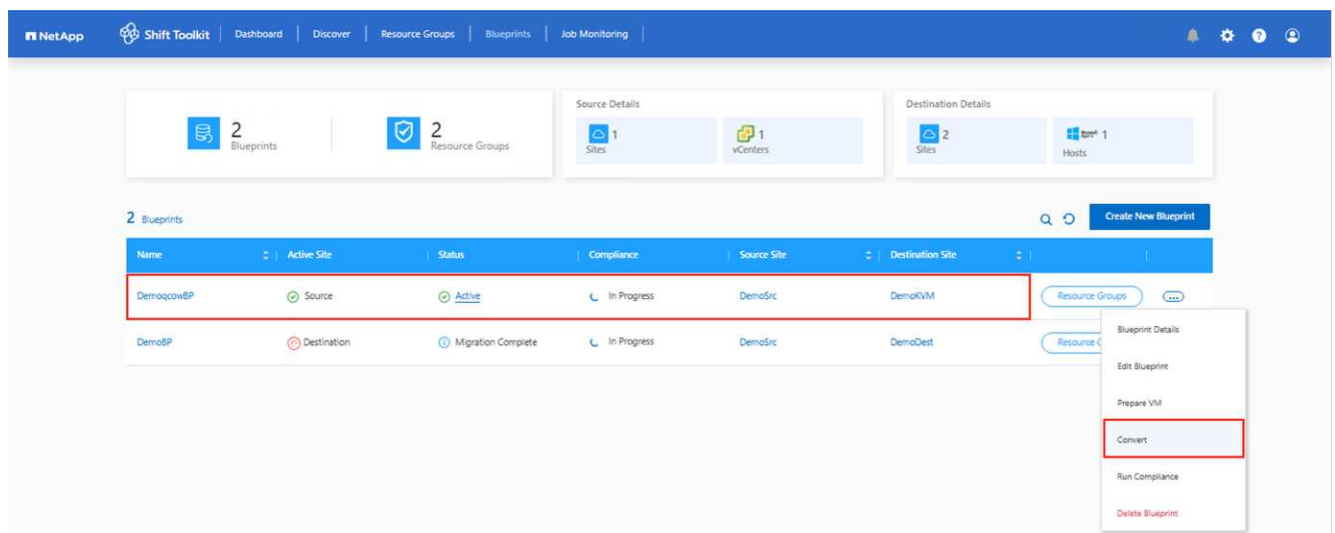 NetApp Shift Toolkit Dashboard Discover Resource Groups Blueprints Job Monitoring
Source Details Destination Details
2 Blueprints 2 Resource Groups 1 Sites 1 vCenters 2 Sites Microsoft 1 Hosts
2 Blueprints Create New Blueprint
Name Active Site Status Compliance Source Site Destination Site
DemoqcowBP Source Active In Progress DemoSrc DemoKVM Resource Groups ...
DemoBP Destination Migration Complete In Progress DemoSrc DemoDest Resource G
Blueprint Details
Edit Blueprint
Prepare VM
Convert
Run Compliance
Delete Blueprint